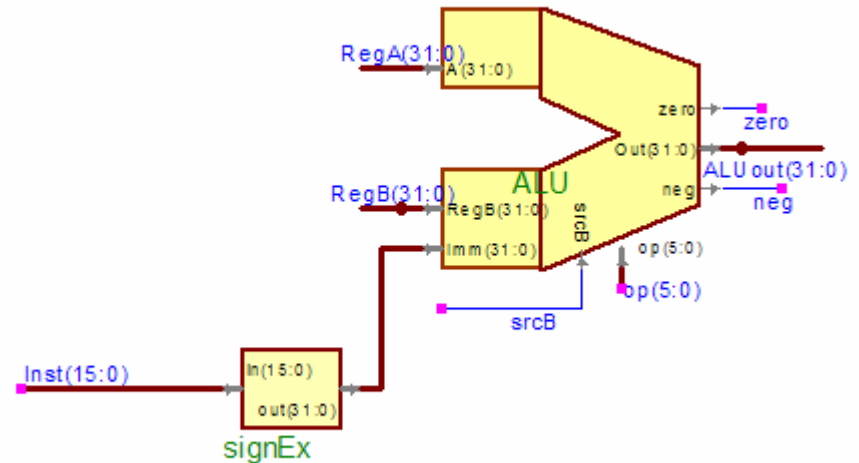 RegA(31:0)
A(31:0)
zero
zero
Out(31:0)
ALUout(31:0)
ALU
RegB(31:0)
RegB(31:0)
neg
neg
srcB
Imm(31:0)
op(5:0)
op(5:0)
srcB
Inst(15:0)
In(15:0)
out(31:0)
signEx